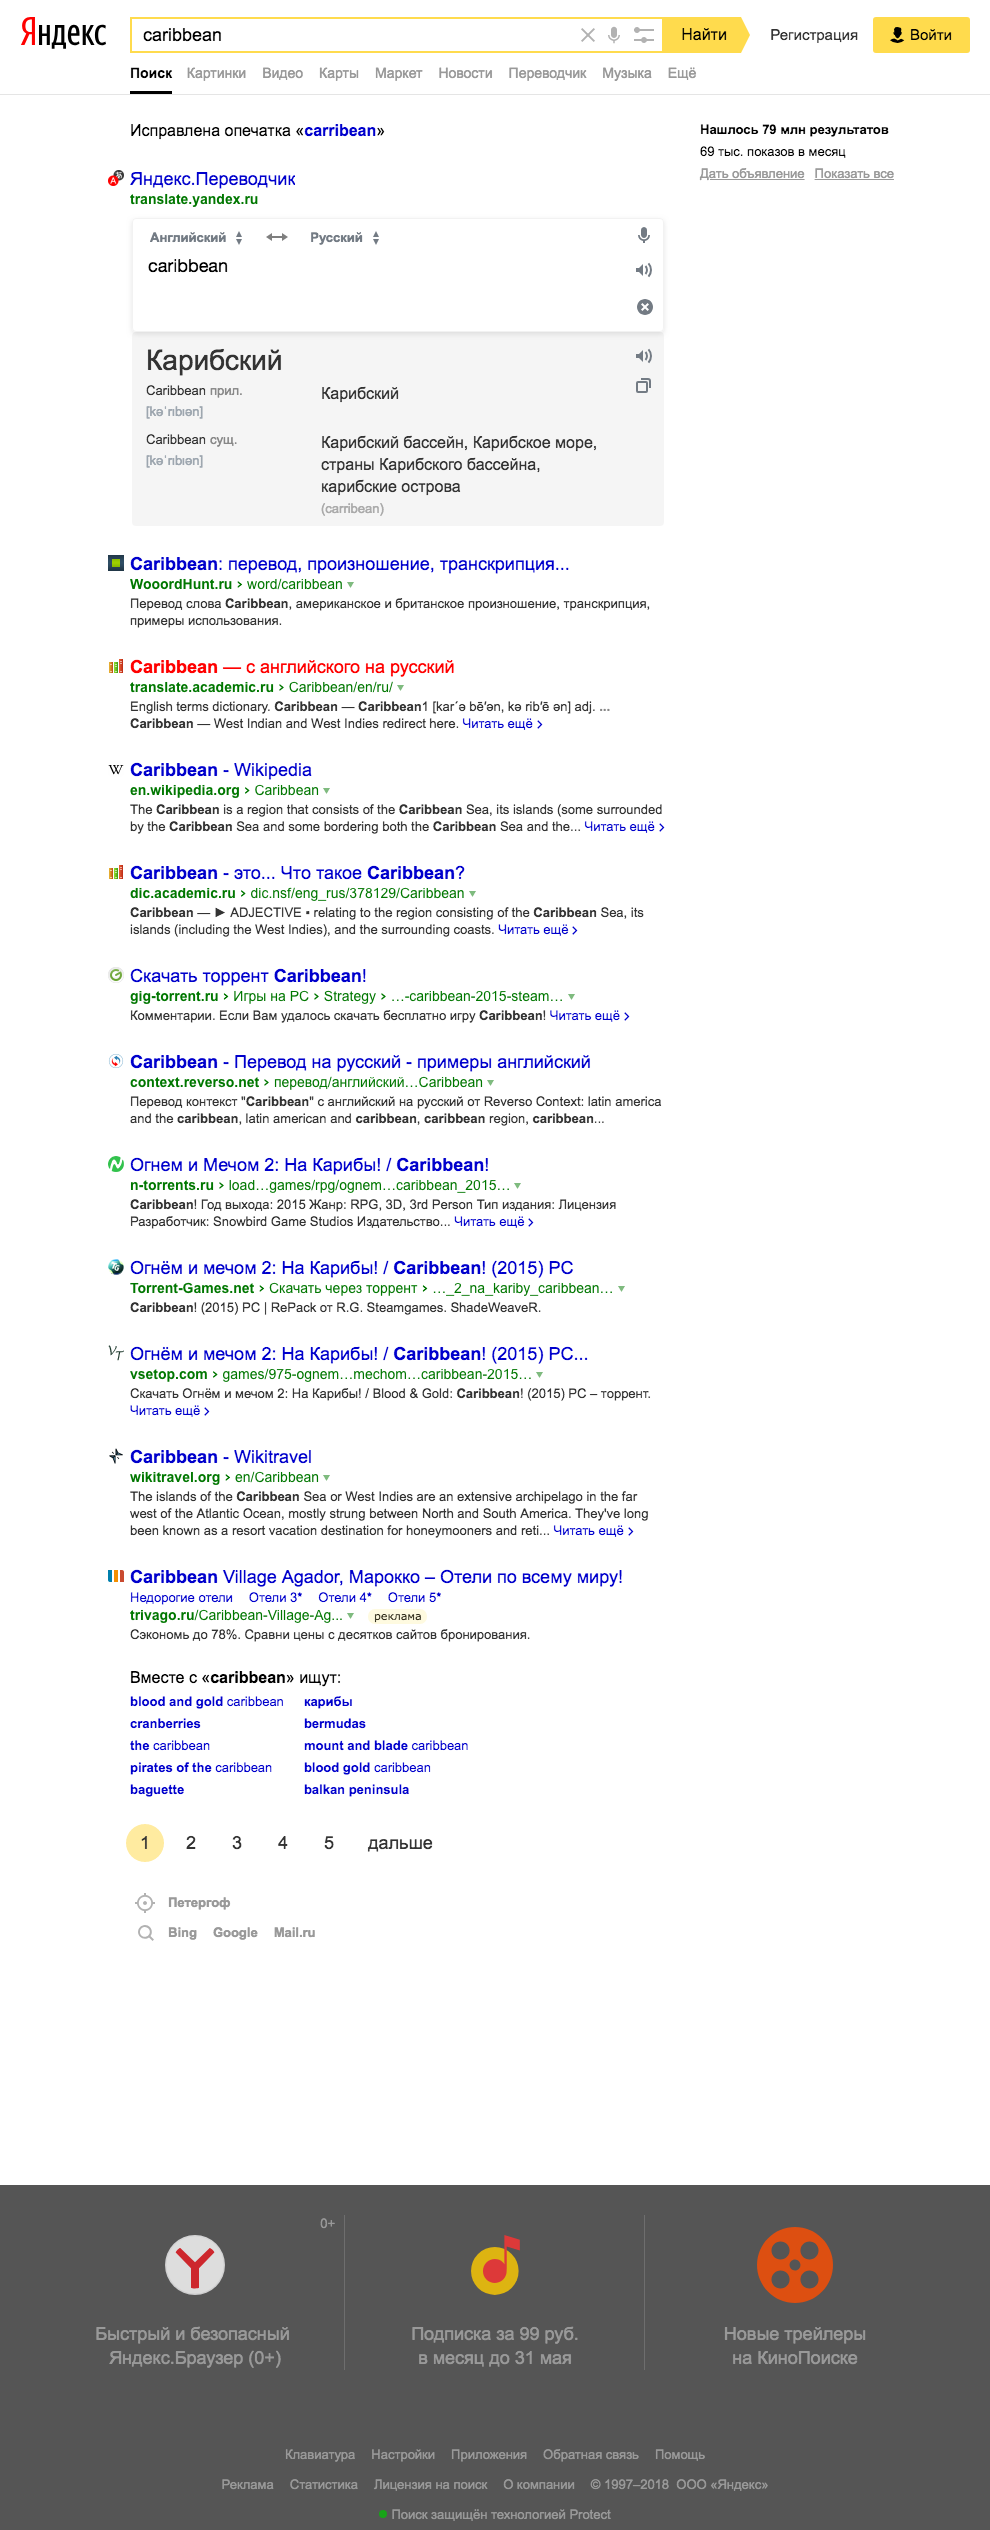 Яндекс
caribbean
Найти
Регистрация
Войти
Поиск Картинки Видео Карты Маркет Новости Переводчик Музыка Ещё
Исправлена опечатка «carribean»
Нашлось 79 млн результатов
69 тыс. показов в месяц
Дать объявление Показать все
Яндекс.Переводчик
translate.yandex.ru
Английский Русский
caribbean
Карибский
Caribbean прил. Карибский
[kəˈrɪbɪən]
Caribbean сущ. Карибский бассейн, Карибское море,
[kəˈrɪbɪən] страны Карибского бассейна,
карибские острова
(carribean)
Caribbean: перевод, произношение, транскрипция...
WooordHunt.ru › word/caribbean
Перевод слова Caribbean, американское и британское произношение, транскрипция,
примеры использования.
Caribbean — с английского на русский
translate.academic.ru › Caribbean/en/ru/
English terms dictionary. Caribbean — Caribbean1 [kar΄ə bē′ən, kə rib′ē ən] adj. ...
Caribbean — West Indian and West Indies redirect here. Читать ещё ›
Caribbean - Wikipedia
en.wikipedia.org › Caribbean
The Caribbean is a region that consists of the Caribbean Sea, its islands (some surrounded
by the Caribbean Sea and some bordering both the Caribbean Sea and the... Читать ещё ›
Caribbean - это... Что такое Caribbean?
dic.academic.ru › dic.nsf/eng_rus/378129/Caribbean
Caribbean — ► ADJECTIVE ▪ relating to the region consisting of the Caribbean Sea, its
islands (including the West Indies), and the surrounding coasts. Читать ещё ›
Скачать торрент Caribbean!
gig-torrent.ru › Игры на PC › Strategy › …-caribbean-2015-steam…
Комментарии. Если Вам удалось скачать бесплатно игру Caribbean! Читать ещё ›
Caribbean - Перевод на русский - примеры английский
context.reverso.net › перевод/английский…Caribbean
Перевод контекст "Caribbean" c английский на русский от Reverso Context: latin america
and the caribbean, latin american and caribbean, caribbean region, caribbean...
Огнем и Мечом 2: На Карибы! / Caribbean!
n-torrents.ru › load…games/rpg/ognem…caribbean_2015…
Caribbean! Год выхода: 2015 Жанр: RPG, 3D, 3rd Person Тип издания: Лицензия
Разработчик: Snowbird Game Studios Издательство... Читать ещё ›
Огнём и мечом 2: На Карибы! / Caribbean! (2015) PC
Torrent-Games.net › Скачать через торрент › …_2_na_kariby_caribbean…
Caribbean! (2015) PC | RePack от R.G. Steamgames. ShadeWeaveR.
Огнём и мечом 2: На Карибы! / Caribbean! (2015) PC...
vsetop.com › games/975-ognem…mechom…caribbean-2015…
Скачать Огнём и мечом 2: На Карибы! / Blood & Gold: Caribbean! (2015) PC – торрент.
Читать ещё ›
Caribbean - Wikitravel
wikitravel.org › en/Caribbean
The islands of the Caribbean Sea or West Indies are an extensive archipelago in the far
west of the Atlantic Ocean, mostly strung between North and South America. They've long
been known as a resort vacation destination for honeymooners and reti... Читать ещё ›
Caribbean Village Agador, Марокко – Отели по всему миру!
Недорогие отели Отели 3* Отели 4* Отели 5*
trivago.ru/Caribbean-Village-Ag... реклама
Сэкономь до 78%. Сравни цены с десятков сайтов бронирования.
Вместе с «caribbean» ищут:
blood and gold caribbean карибы
cranberries bermudas
the caribbean mount and blade caribbean
pirates of the caribbean blood gold caribbean
baguette balkan peninsula
1 2 3 4 5 дальше
Петергоф
Bing Google Mail.ru
0+
Быстрый и безопасный
Яндекс.Браузер (0+)
Подписка за 99 руб.
в месяц до 31 мая
Новые трейлеры
на КиноПоиске
Клавиатура Настройки Приложения Обратная связь Помощь
Реклама Статистика Лицензия на поиск О компании © 1997–2018 ООО «Яндекс»
Поиск защищён технологией Protect